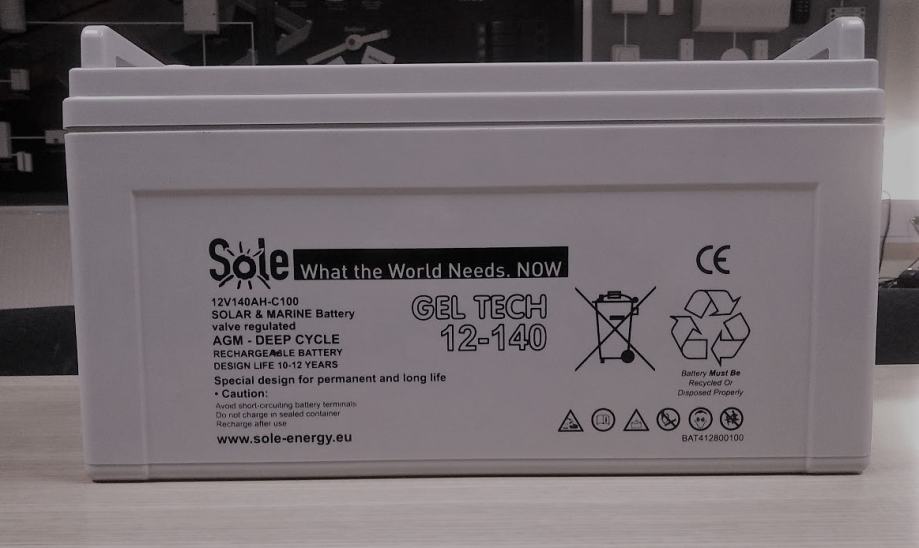 Sole What the World Needs. NOW
CE
12V140AH-C100
SOLAR & MARINE Battery
valve regulated
AGM - DEEP CYCLE
RECHARGEABLE BATTERY
DESIGN LIFE 10-12 YEARS
GEL TECH
12-140
Special design for permanent and long life
• Caution:
Avoid short-circuiting battery terminals
Do not charge in sealed container
Recharge after use
www.sole-energy.eu
Battery Must Be
Recycled Or
Disposed Properly
BAT412800100